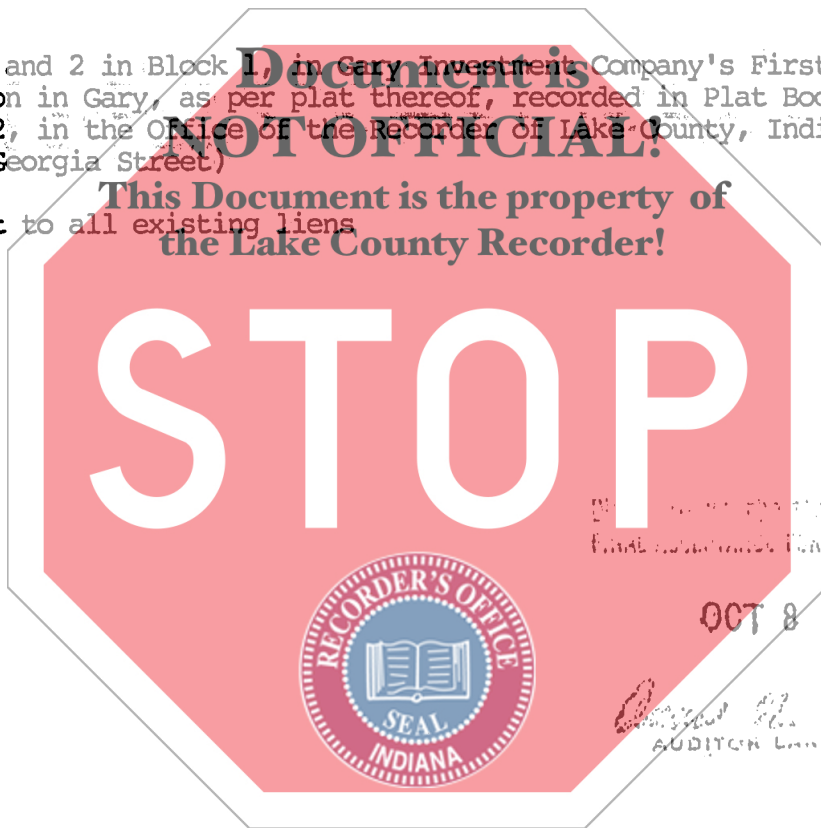 and 2 in Block 1, in Gary Investment Company's First
Document is
n in Gary, as per plat thereof, recorded in Plat Boo
, in the Office of the Recorder of Lake County, Indi
NOT OFFICIAL!
Georgia Street)
This Document is the property of
t to all existing liens
the Lake County Recorder!
STOP
RECORDER'S OFFICE
SEAL
INDIANA
OCT 8
AUDITOR